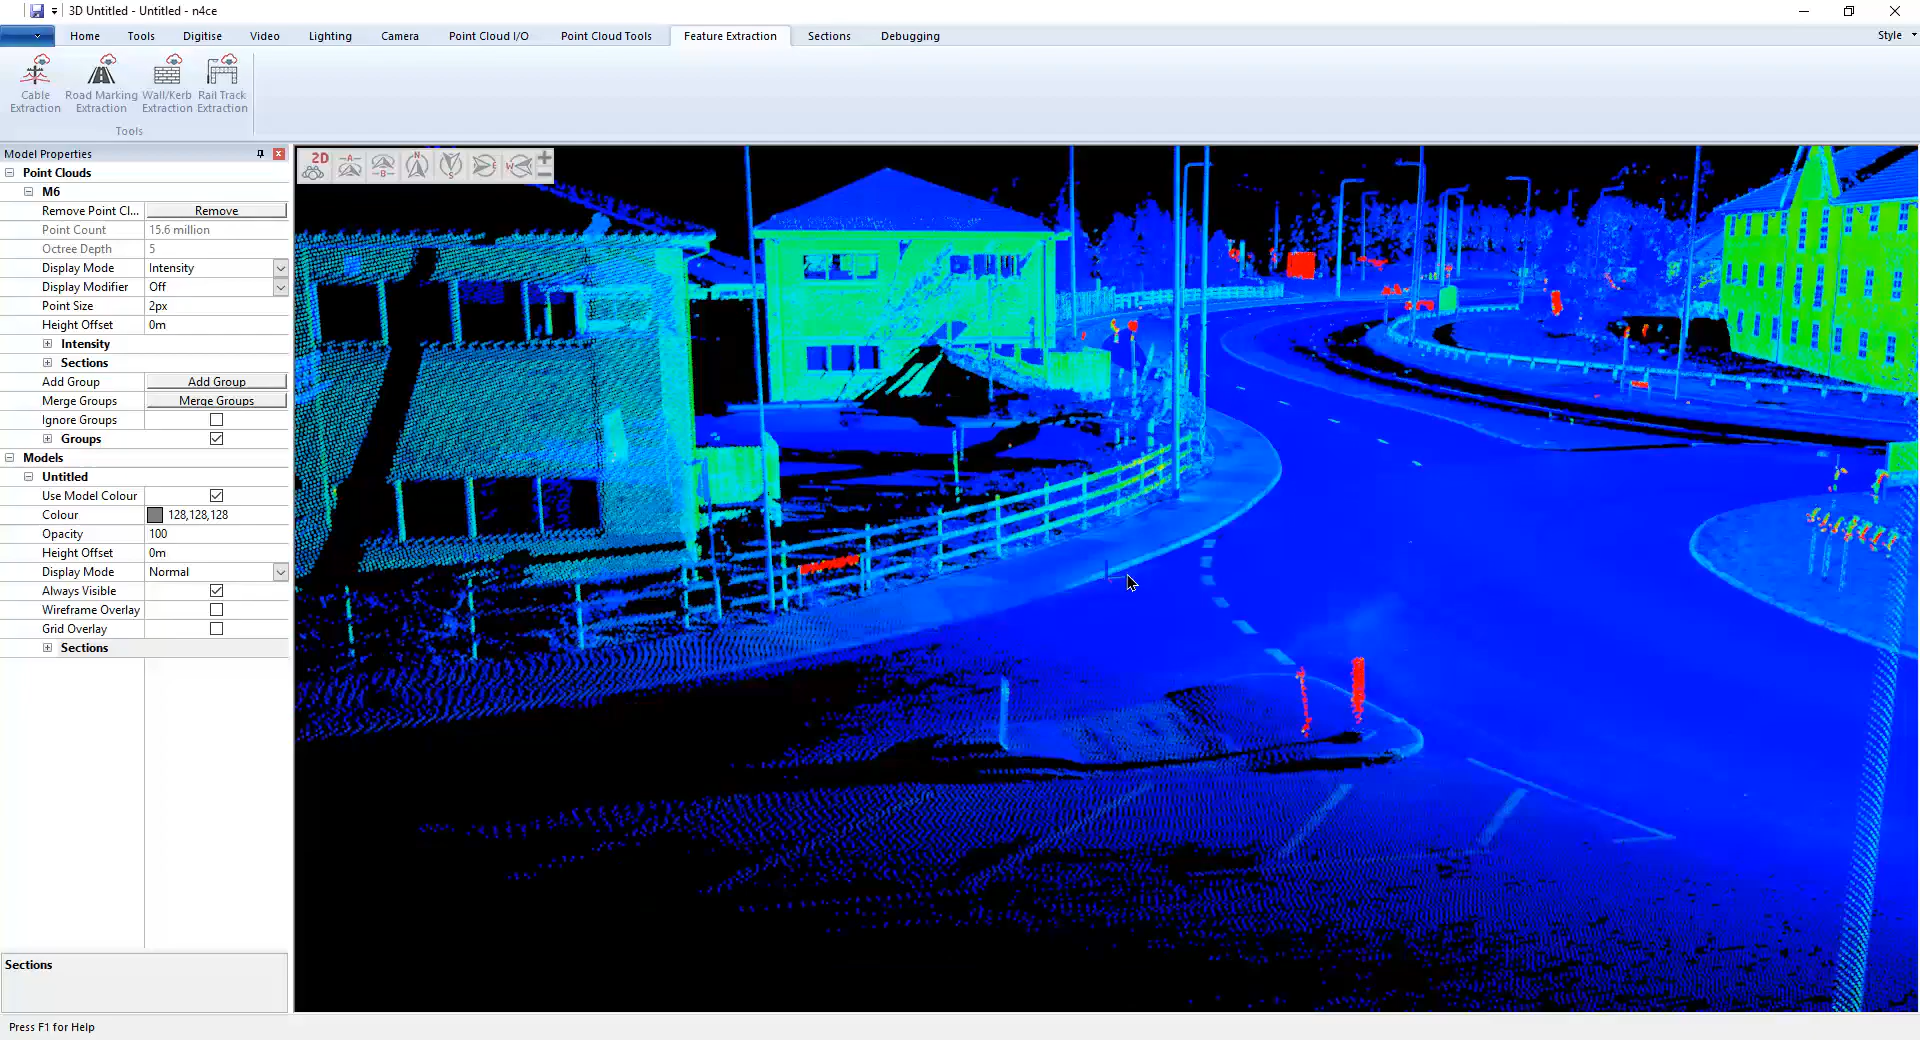 3D Untitled - Untitled - n4ce
Home Tools Digitise Video Lighting Camera Point Cloud I/O Point Cloud Tools Feature Extraction Sections Debugging Style
Cable Extraction
Road Marking Extraction
Wall/Kerb Extraction
Rail Track Extraction
Tools
Model Properties
Point Clouds
M6
Remove Point Cl... Remove
Point Count 15.6 million
Octree Depth 5
Display Mode Intensity
Display Modifier Off
Point Size 2px
Height Offset 0m
Intensity
Sections
Add Group Add Group
Merge Groups Merge Groups
Ignore Groups
Groups
Models
Untitled
Use Model Colour
Colour 128,128,128
Opacity 100
Height Offset 0m
Display Mode Normal
Always Visible
Wireframe Overlay
Grid Overlay
Sections
Sections
Press F1 for Help
2D
A
B
N
S
E
W